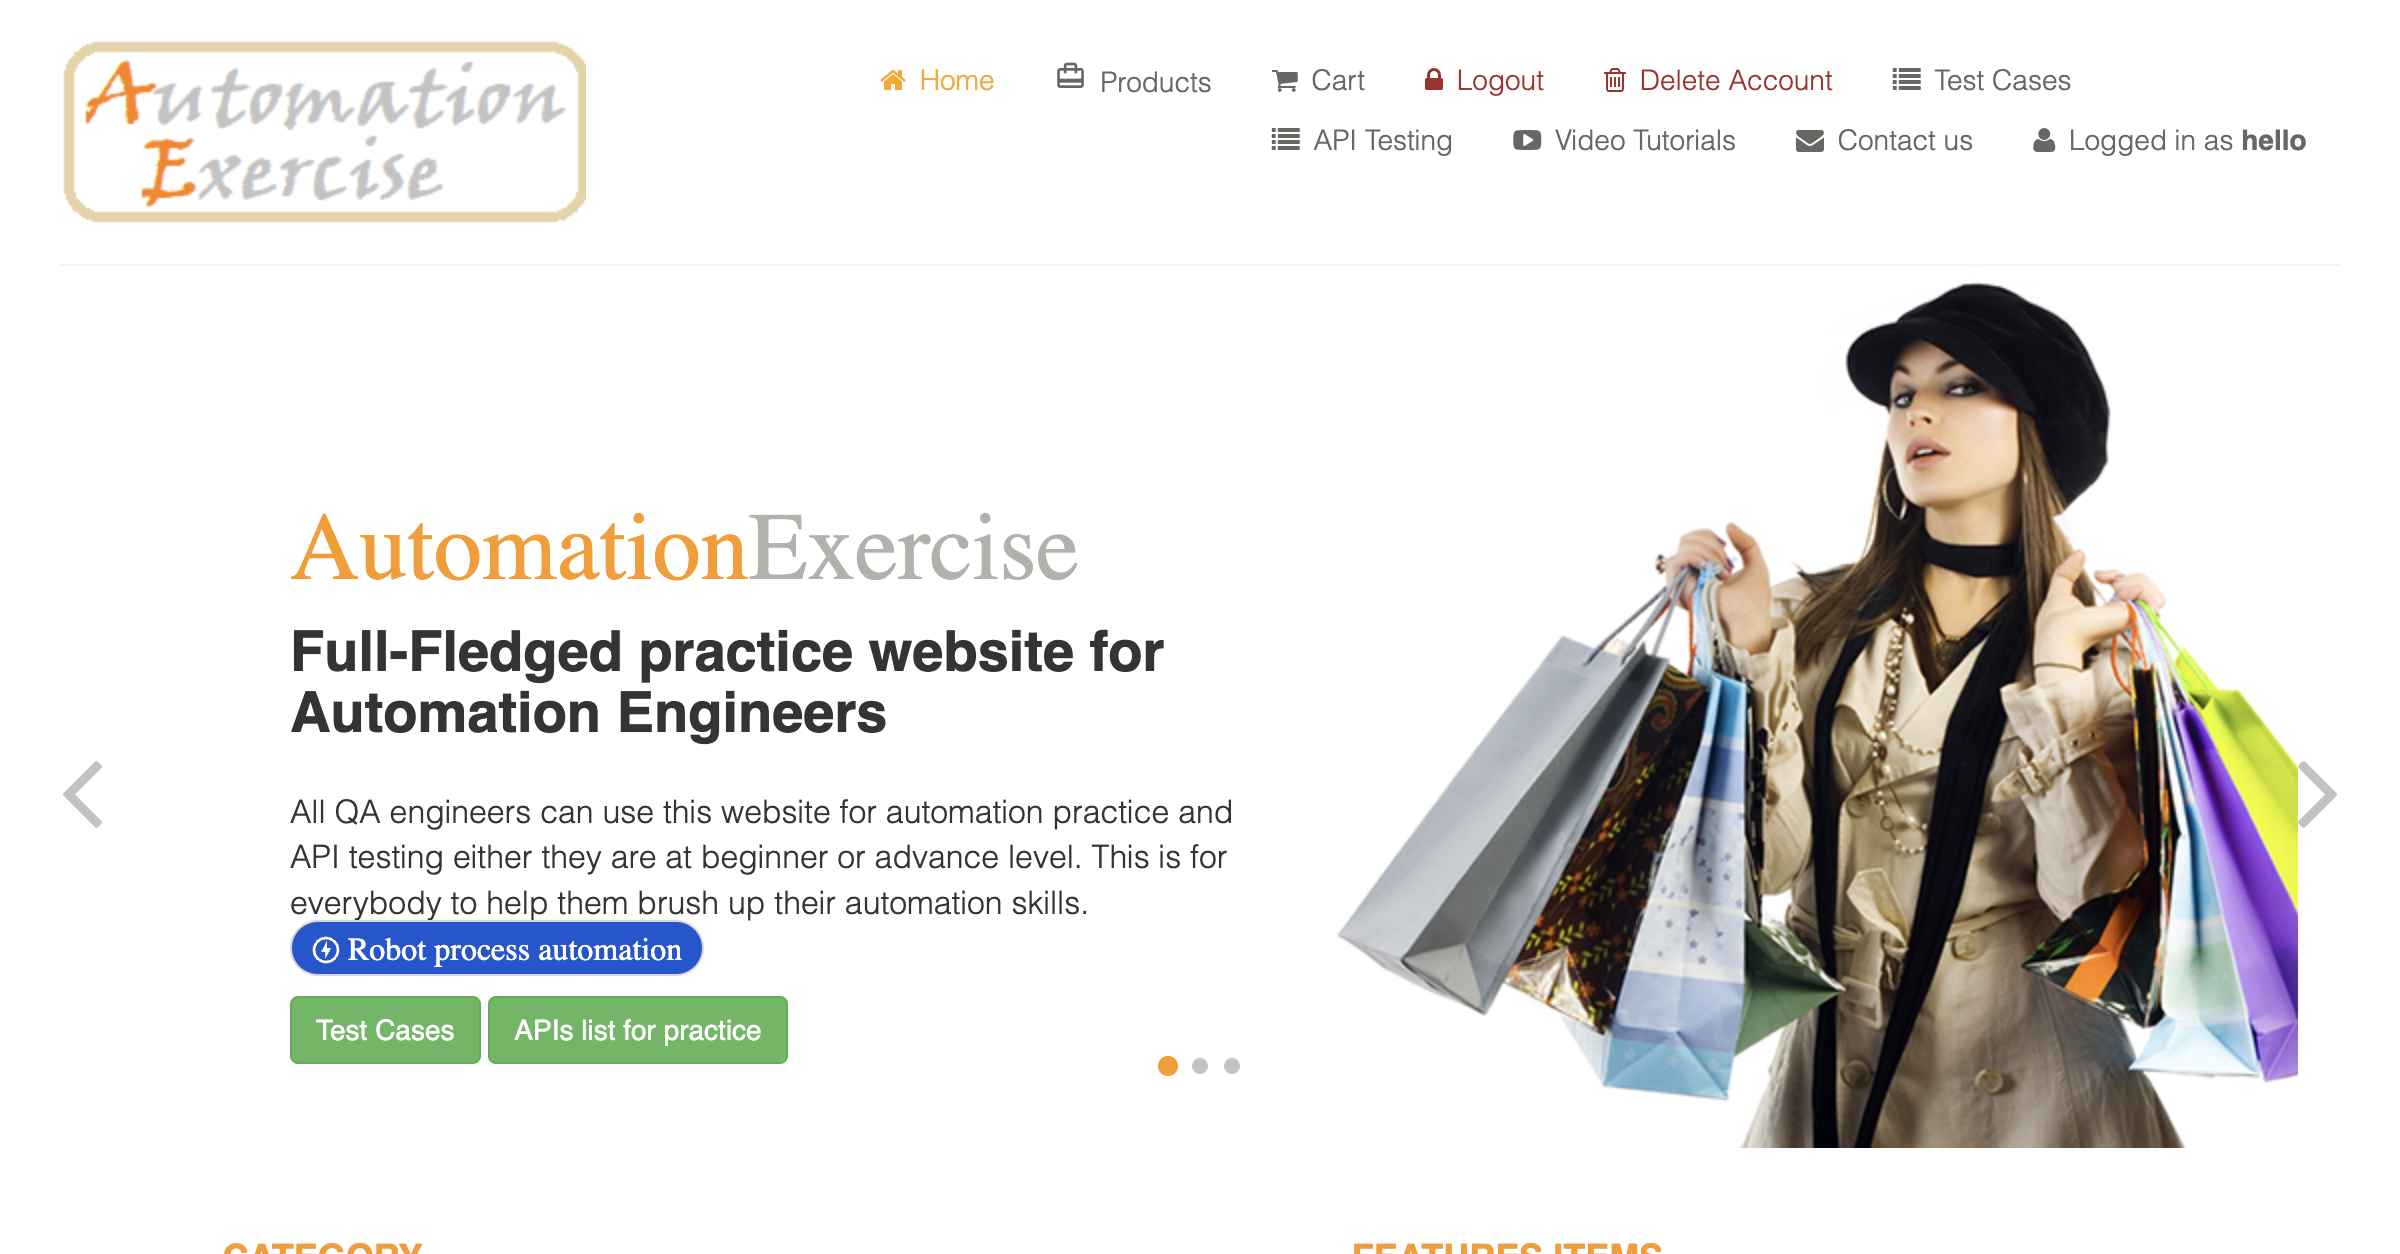 Automation
Exercise
Home Products Cart Logout Delete Account Test Cases
API Testing Video Tutorials Contact us Logged in as hello
AutomationExercise
Full-Fledged practice website for
Automation Engineers
All QA engineers can use this website for automation practice and
API testing either they are at beginner or advance level. This is for
everybody to help them brush up their automation skills.
Robot process automation
Test Cases APIs list for practice
CATEGORY FEATURES ITEMS